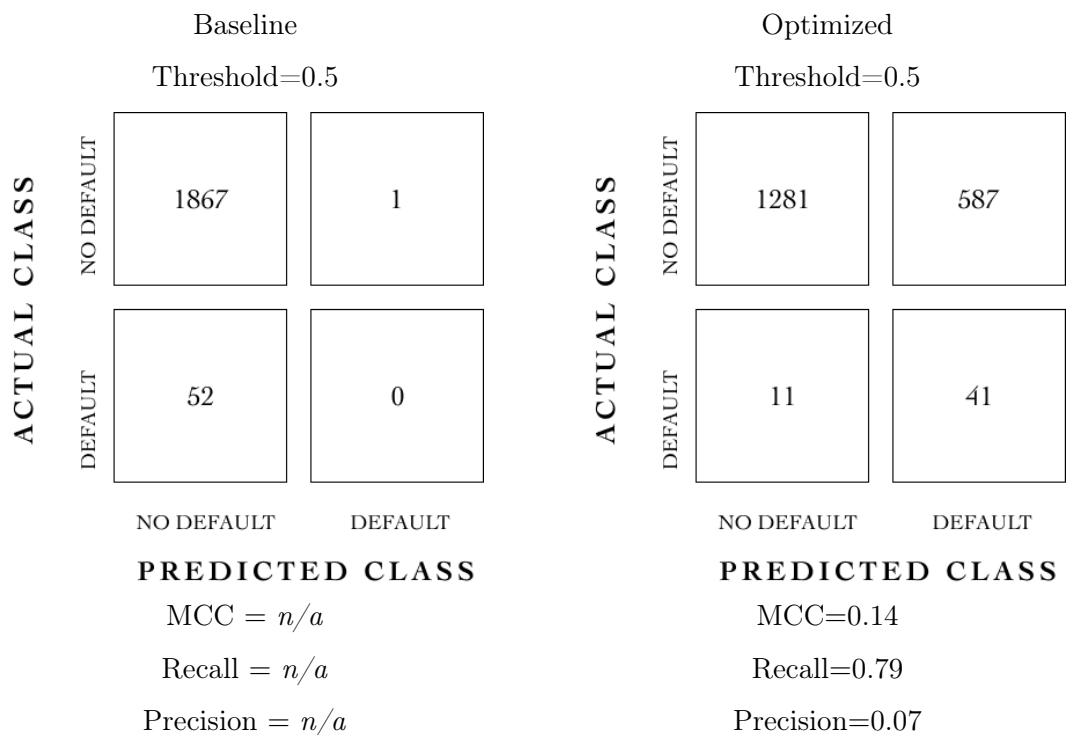 Baseline
Threshold=0.5
ACTUAL CLASS
NO DEFAULT
1867
1
DEFAULT
52
0
NO DEFAULT
DEFAULT
PREDICTED CLASS
MCC = n/a
Recall = n/a
Precision = n/a
Optimized
Threshold=0.5
ACTUAL CLASS
NO DEFAULT
1281
587
DEFAULT
11
41
NO DEFAULT
DEFAULT
PREDICTED CLASS
MCC=0.14
Recall=0.79
Precision=0.07